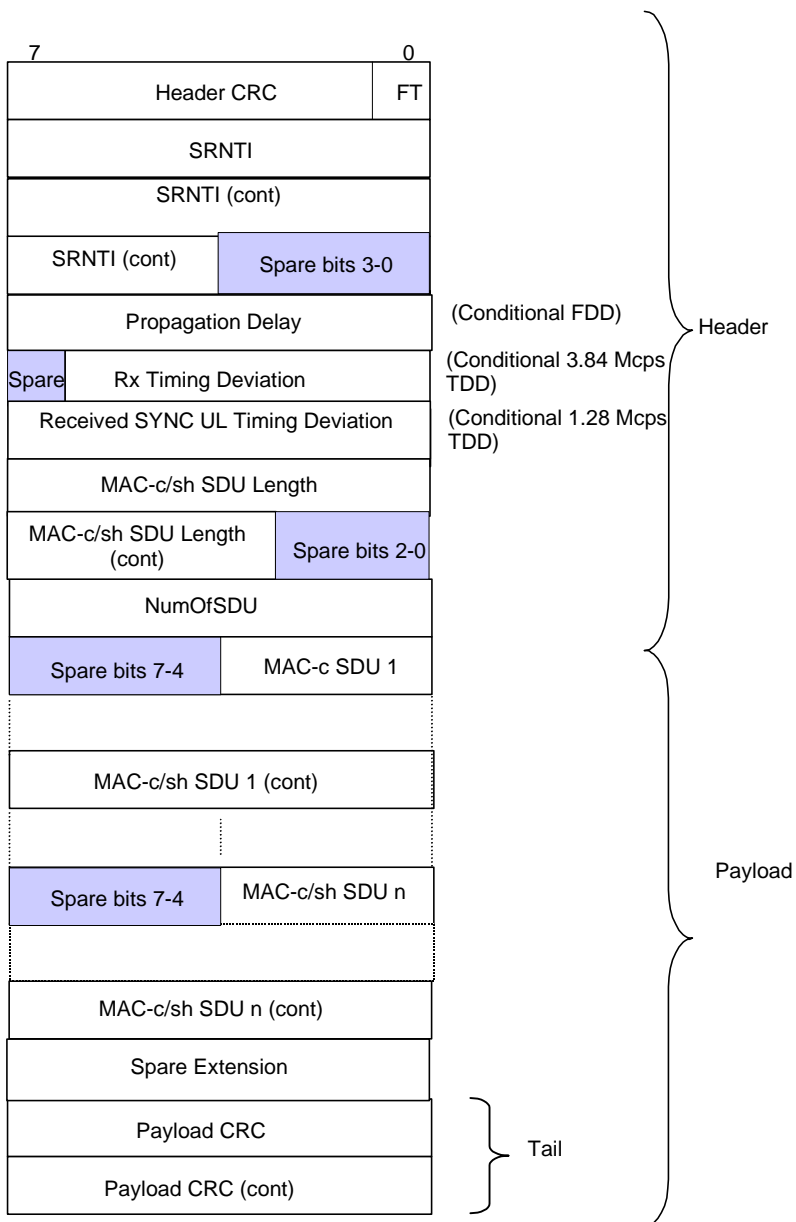 7 0
Header CRC FT
SRNTI
SRNTI (cont)
SRNTI (cont) Spare bits 3-0
Propagation Delay (Conditional FDD)
Header
Spare Rx Timing Deviation (Conditional 3.84 Mcps
TDD)
Received SYNC UL Timing Deviation (Conditional 1.28 Mcps
TDD)
MAC-c/sh SDU Length
MAC-c/sh SDU Length
(cont) Spare bits 2-0
NumOfSDU
Spare bits 7-4 MAC-c SDU 1
MAC-c/sh SDU 1 (cont)
Payload
Spare bits 7-4 MAC-c/sh SDU n
MAC-c/sh SDU n (cont)
Spare Extension
Payload CRC
Tail
Payload CRC (cont)